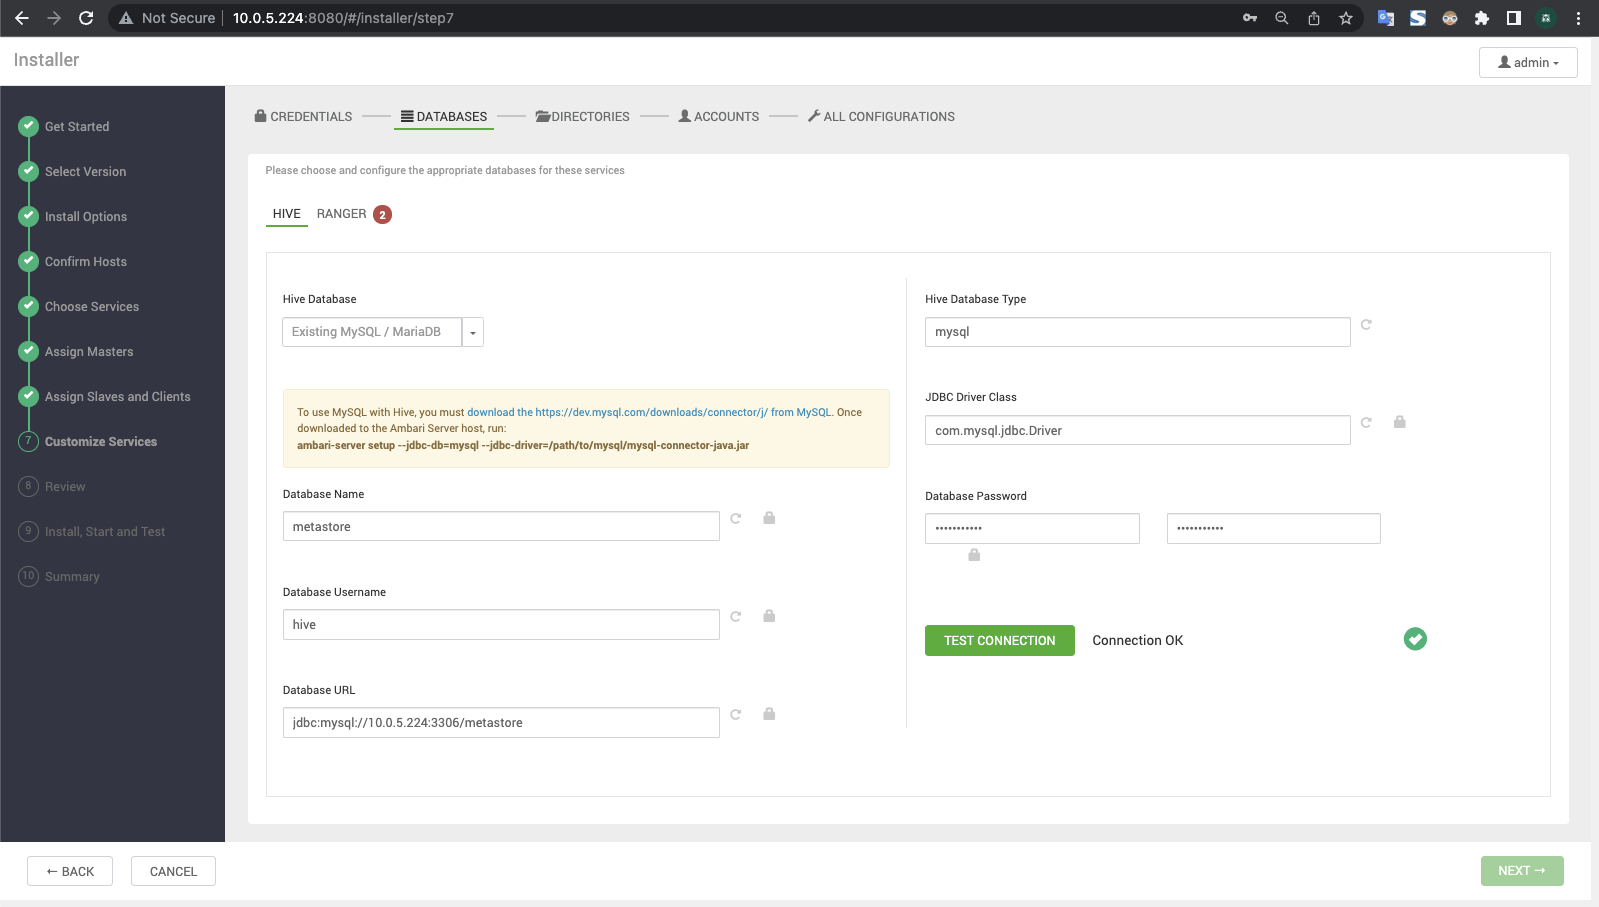 Not Secure 10.0.5.224:8080/#/installer/step7
Installer
admin
Get Started
Select Version
Install Options
Confirm Hosts
Choose Services
Assign Masters
Assign Slaves and Clients
7 Customize Services
8 Review
9 Install, Start and Test
10 Summary
CREDENTIALS DATABASES DIRECTORIES ACCOUNTS ALL CONFIGURATIONS
Please choose and configure the appropriate databases for these services
HIVE RANGER 2
Hive Database
Existing MySQL / MariaDB
To use MySQL with Hive, you must download the https://dev.mysql.com/downloads/connector/j/ from MySQL. Once
downloaded to the Ambari Server host, run:
ambari-server setup --jdbc-db=mysql --jdbc-driver=/path/to/mysql/mysql-connector-java.jar
Database Name
metastore
Database Username
hive
Database URL
jdbc:mysql://10.0.5.224:3306/metastore
Hive Database Type
mysql
JDBC Driver Class
com.mysql.jdbc.Driver
Database Password
••••••••••• •••••••••••
TEST CONNECTION Connection OK
← BACK CANCEL NEXT →